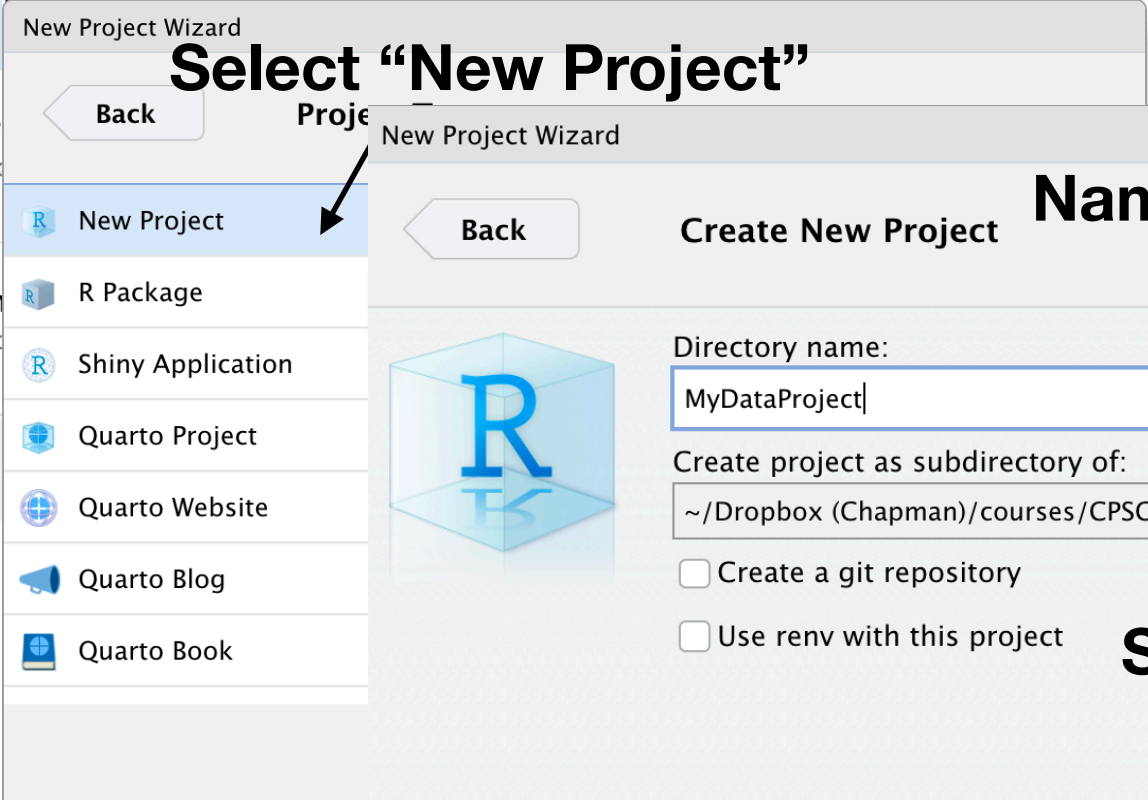 New Project Wizard
Select “New Project”
Back
New Project
R Package
Shiny Application
Quarto Project
Quarto Website
Quarto Blog
Quarto Book
New Project Wizard
Back
Create New Project
R
Directory name:
MyDataProject
Create project as subdirectory of:
~/Dropbox (Chapman)/courses/CPSC
Create a git repository
Use renv with this project